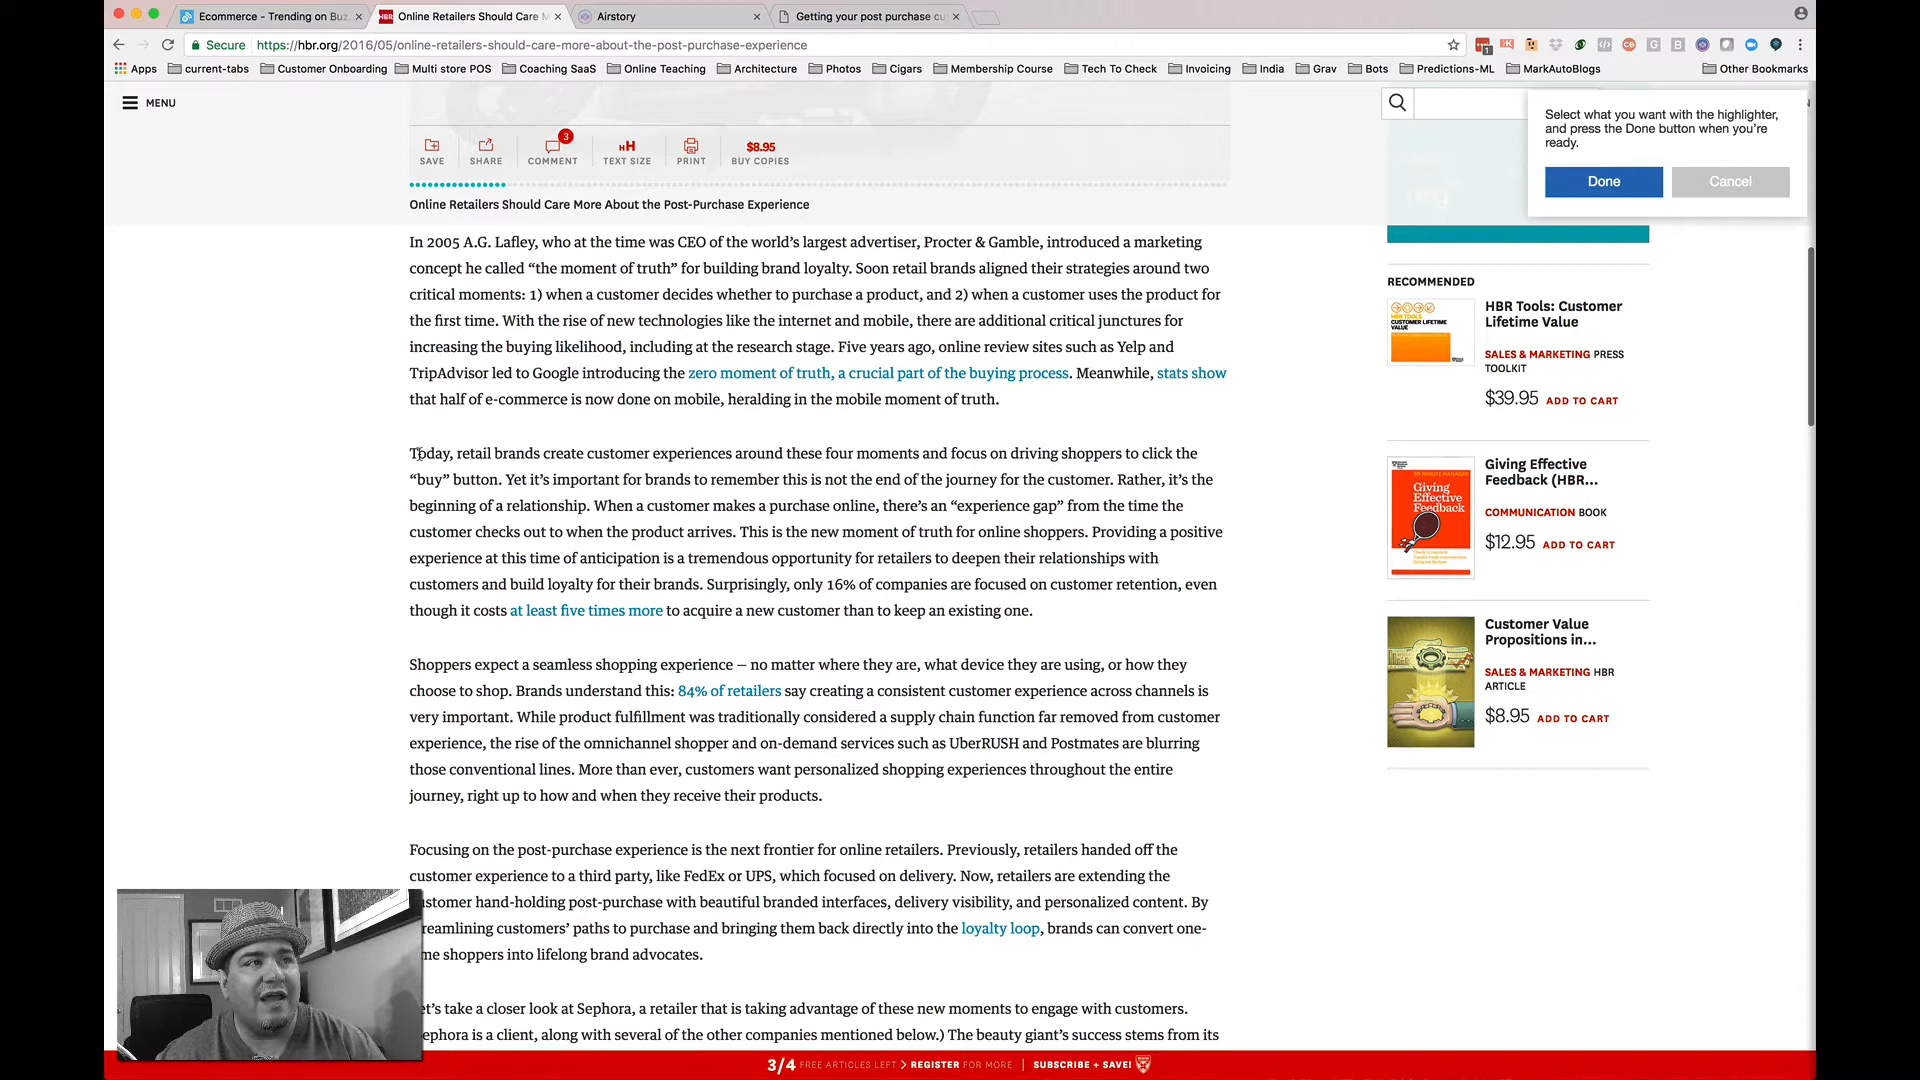 Ecommerce - Trending on Buz
Online Retailers Should Care M
Airstory
Getting your post purchase cu
Secure
https://hbr.org/2016/05/online-retailers-should-care-more-about-the-post-purchase-experience
Apps
current-tabs
Customer Onboarding
Multi store POS
Coaching SaaS
Online Teaching
Architecture
Photos
Cigars
Membership Course
Tech To Check
Invoicing
India
Grav
Bots
Predictions-ML
MarkAutoBlogs
Other Bookmarks
MENU
Select what you want with the highlighter,
and press the Done button when you're
ready.
Done
Cancel
3
SAVE
SHARE
COMMENT
TEXT SIZE
PRINT
$8.95
BUY COPIES
Online Retailers Should Care More About the Post-Purchase Experience
In 2005 A.G. Lafley, who at the time was CEO of the world's largest advertiser, Procter & Gamble, introduced a marketing
concept he called “the moment of truth” for building brand loyalty. Soon retail brands aligned their strategies around two
critical moments: 1) when a customer decides whether to purchase a product, and 2) when a customer uses the product for
the first time. With the rise of new technologies like the internet and mobile, there are additional critical junctures for
increasing the buying likelihood, including at the research stage. Five years ago, online review sites such as Yelp and
TripAdvisor led to Google introducing the zero moment of truth, a crucial part of the buying process. Meanwhile, stats show
that half of e-commerce is now done on mobile, heralding in the mobile moment of truth.
Today, retail brands create customer experiences around these four moments and focus on driving shoppers to click the
“buy” button. Yet it's important for brands to remember this is not the end of the journey for the customer. Rather, it's the
beginning of a relationship. When a customer makes a purchase online, there's an “experience gap” from the time the
customer checks out to when the product arrives. This is the new moment of truth for online shoppers. Providing a positive
experience at this time of anticipation is a tremendous opportunity for retailers to deepen their relationships with
customers and build loyalty for their brands. Surprisingly, only 16% of companies are focused on customer retention, even
though it costs at least five times more to acquire a new customer than to keep an existing one.
Shoppers expect a seamless shopping experience — no matter where they are, what device they are using, or how they
choose to shop. Brands understand this: 84% of retailers say creating a consistent customer experience across channels is
very important. While product fulfillment was traditionally considered a supply chain function far removed from customer
experience, the rise of the omnichannel shopper and on-demand services such as UberRUSH and Postmates are blurring
those conventional lines. More than ever, customers want personalized shopping experiences throughout the entire
journey, right up to how and when they receive their products.
Focusing on the post-purchase experience is the next frontier for online retailers. Previously, retailers handed off the
customer experience to a third party, like FedEx or UPS, which focused on delivery. Now, retailers are extending the
ustomer hand-holding post-purchase with beautiful branded interfaces, delivery visibility, and personalized content. By
reamlining customers' paths to purchase and bringing them back directly into the loyalty loop, brands can convert one-
me shoppers into lifelong brand advocates.
et's take a closer look at Sephora, a retailer that is taking advantage of these new moments to engage with customers.
ephora is a client, along with several of the other companies mentioned below.) The beauty giant's success stems from its
RECOMMENDED
HBR Tools: Customer
Lifetime Value
SALES & MARKETING PRESS
TOOLKIT
$39.95 ADD TO CART
Giving Effective
Feedback (HBR...
COMMUNICATION BOOK
$12.95 ADD TO CART
Giving
Effective
Feedback
Customer Value
Propositions in...
SALES & MARKETING HBR
ARTICLE
$8.95 ADD TO CART
3/4 FREE ARTICLES LEFT > REGISTER FOR MORE | SUBSCRIBE + SAVE!